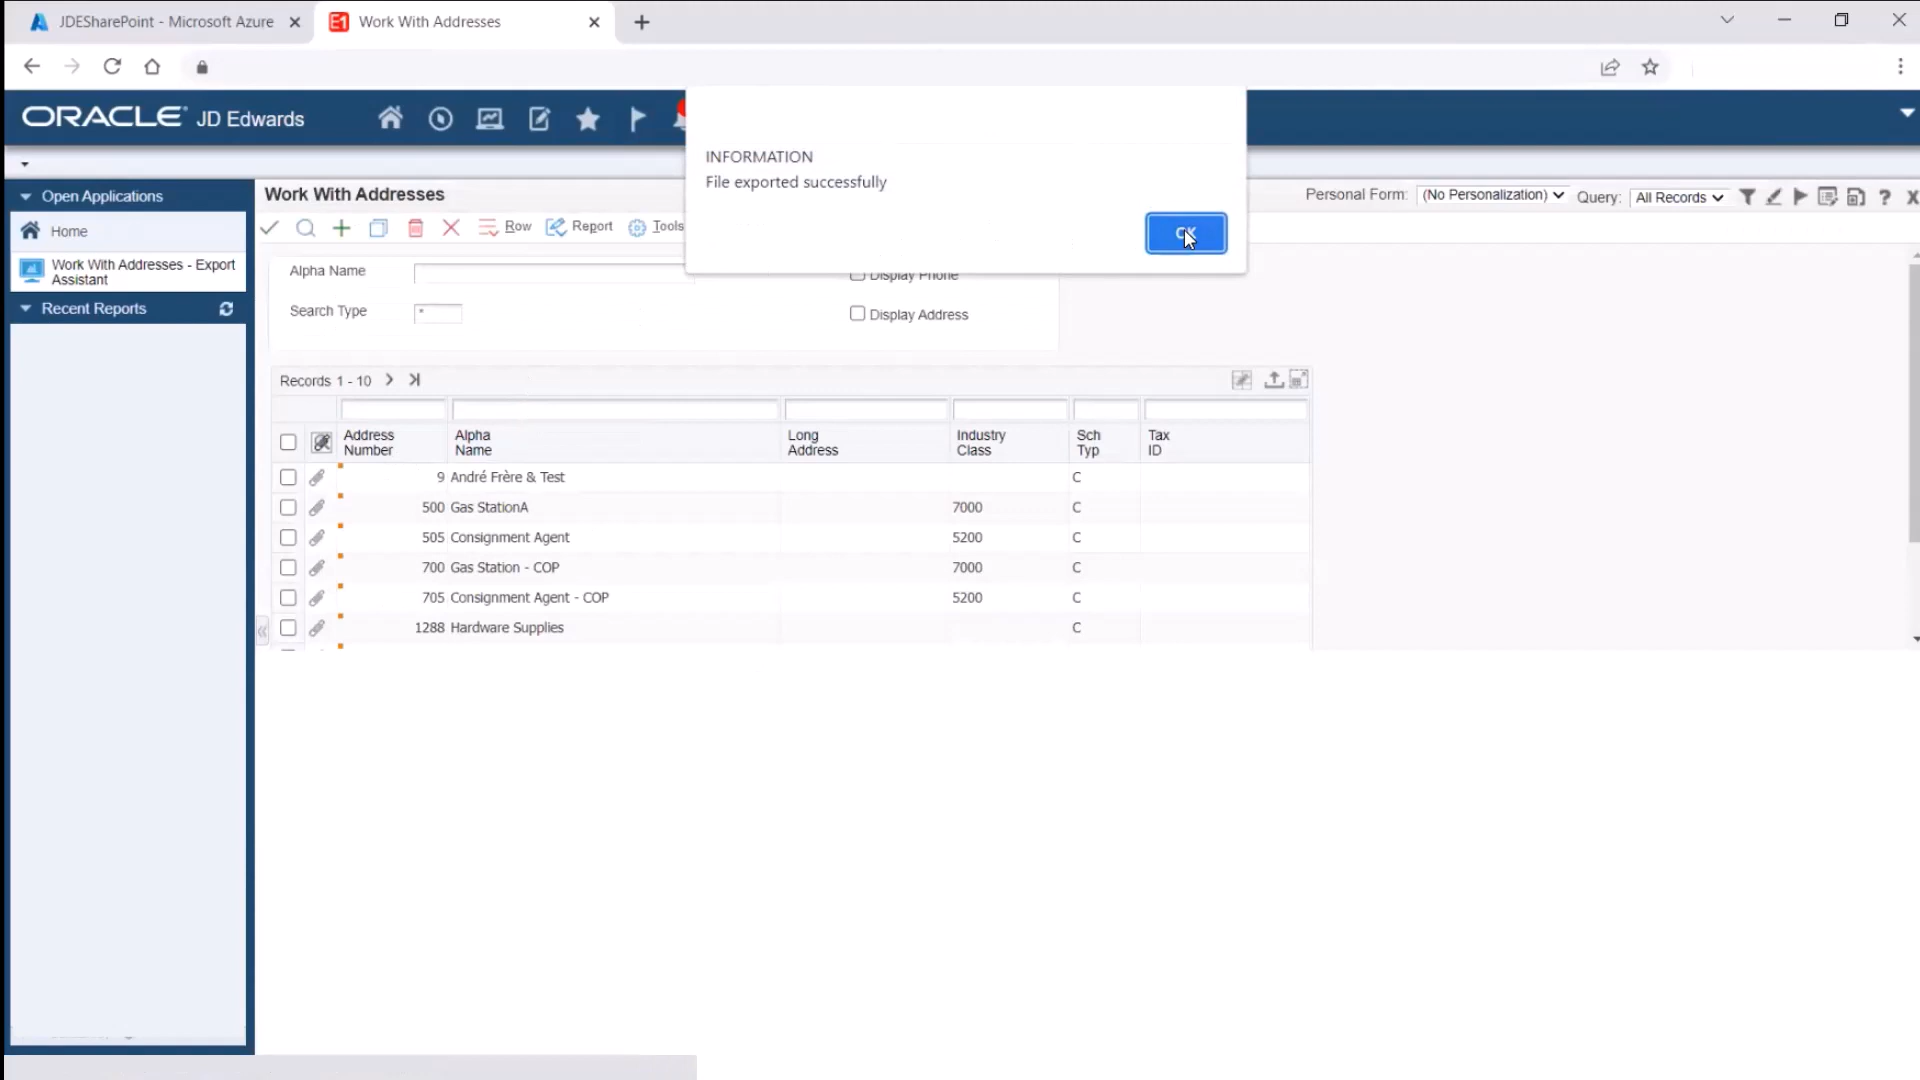 JDESharePoint - Microsoft Azure
E1 Work With Addresses
ORACLE JD Edwards
INFORMATION
File exported successfully
OK
Open Applications
Home
Work With Addresses - Export
Assistant
Recent Reports
Work With Addresses
Personal Form: (No Personalization) Query: All Records
Row Report Tools
Alpha Name
Display Phone
Search Type *
Display Address
Records 1 - 10
Address
Number
Alpha
Name
Long
Address
Industry
Class
Sch
Typ
Tax
ID
9 André Frère & Test C
500 Gas StationA 7000 C
505 Consignment Agent 5200 C
700 Gas Station - COP 7000 C
705 Consignment Agent - COP 5200 C
1288 Hardware Supplies C